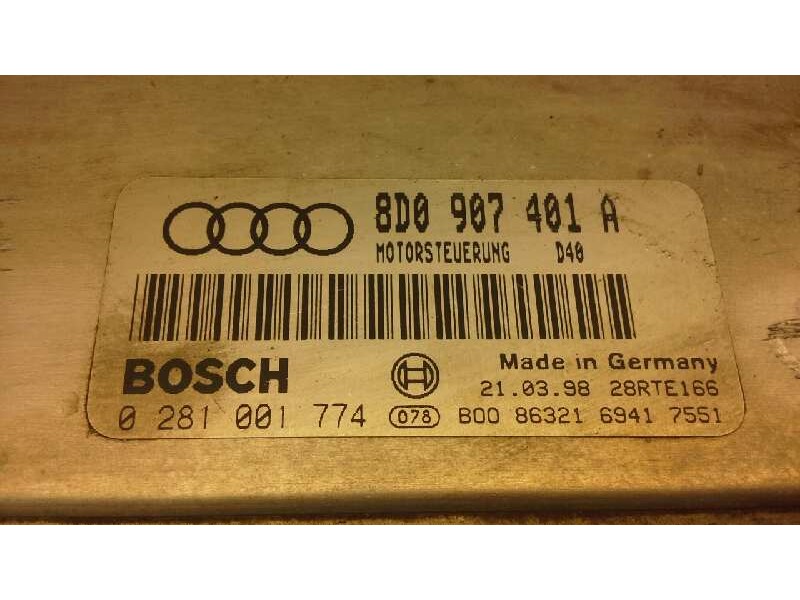 8D0 907 401 A
MOTORSTEUERUNG D40
BOSCH
Made in Germany
21.03.98 28RTE166
0 281 001 774 078 B00 86321 6941 7551